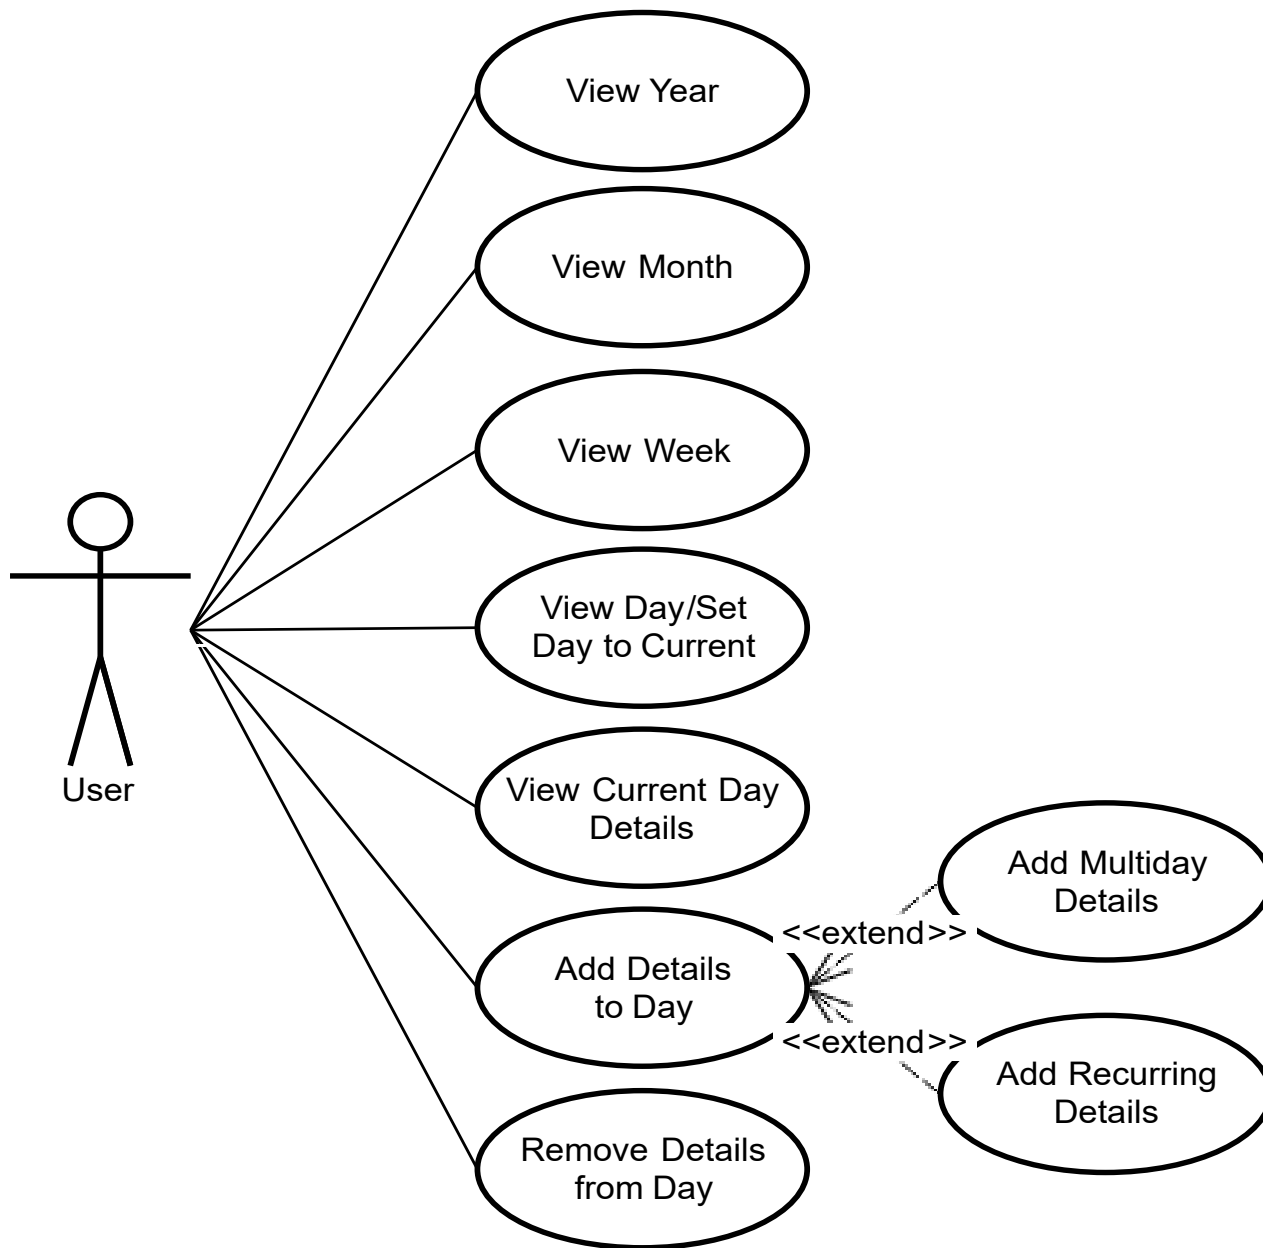 View Year
View Month
View Week
View Day/Set
Day to Current
User
View Current Day
Details
Add Multiday
Details
<<extend>>
Add Details
to Day
<<extend>>
Add Recurring
Details
Remove Details
from Day